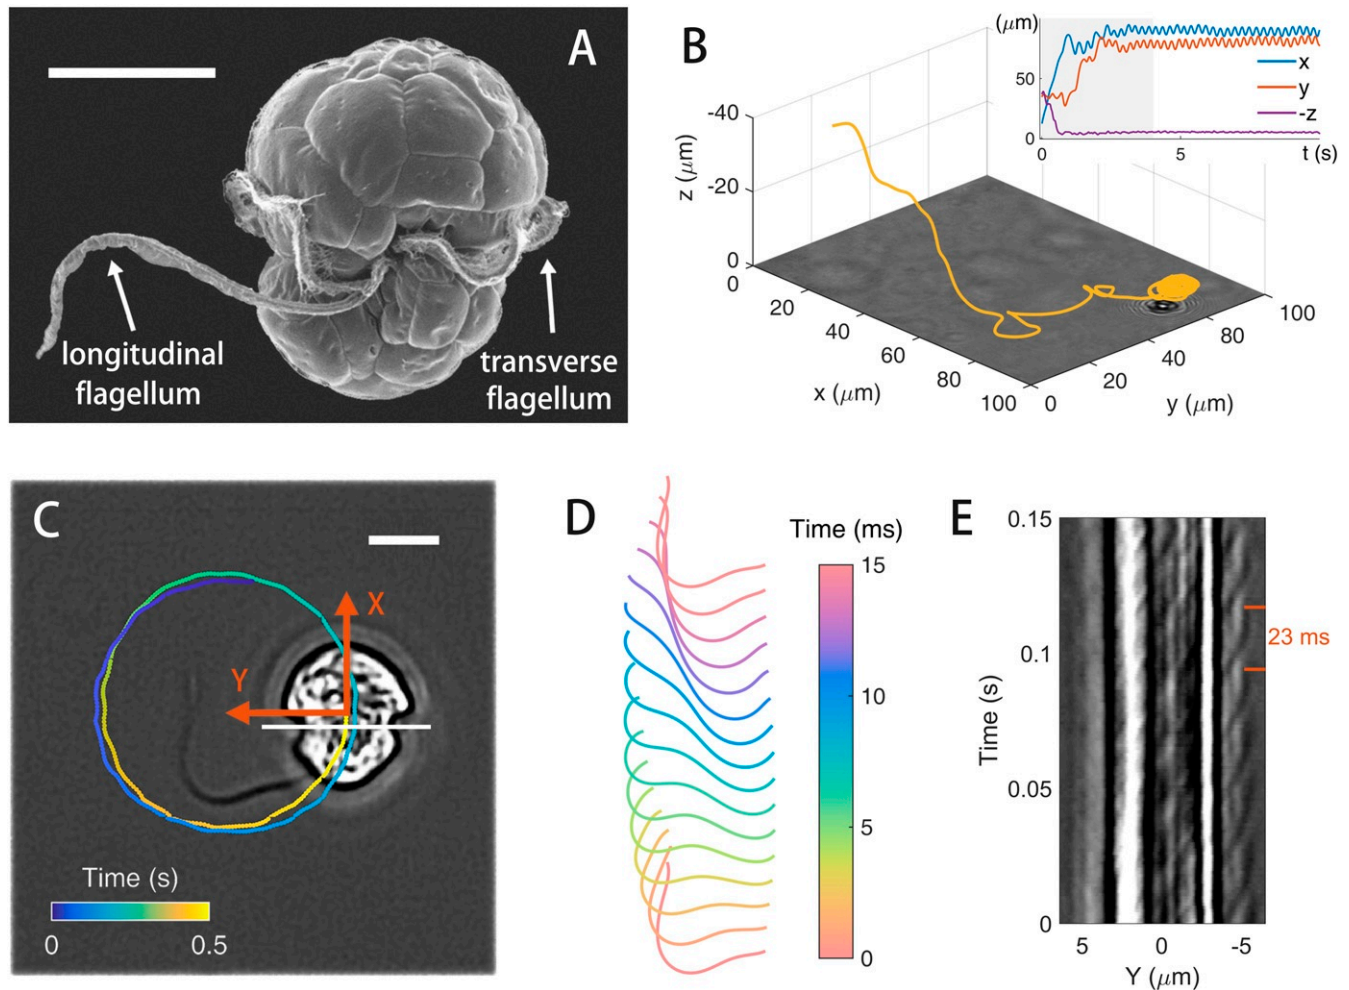 A
longitudinal
flagellum
transverse
flagellum
B
(μm)
50
0
0
5
t (s)
x
y
-z
-40
-20
0
z (μm)
0
20
40
60
80
100
x (μm)
0
20
40
60
80
100
y (μm)
C
X
Y
Time (s)
0
0.5
D
Time (ms)
15
10
5
0
E
0.15
0.1
0.05
0
Time (s)
23 ms
5
0
-5
Y (μm)